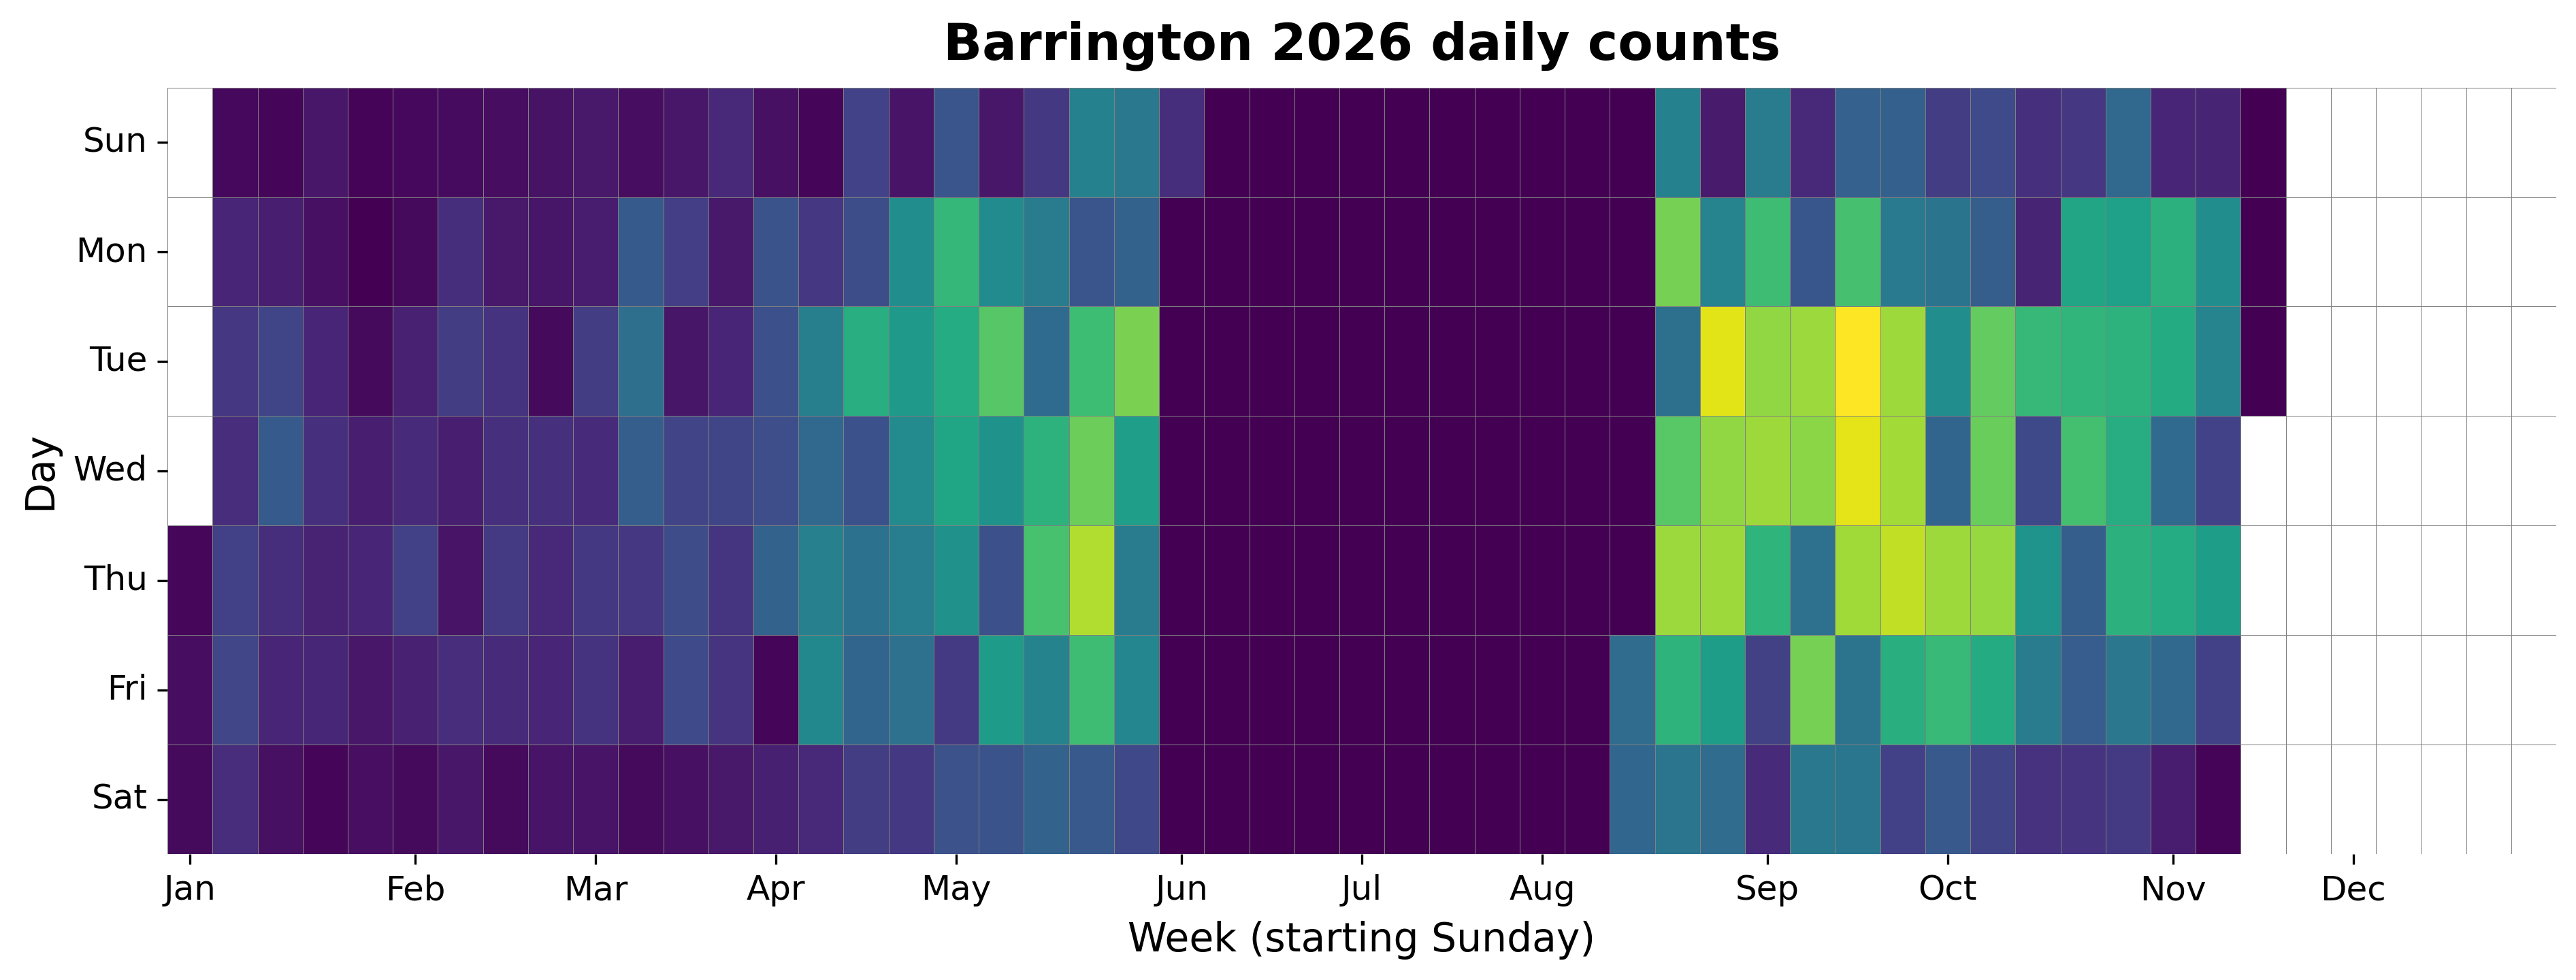 Barrington 2026 daily counts
Day
Sun
Mon
Tue
Wed
Thu
Fri
Sat
Jan Feb Mar Apr May Jun Jul Aug Sep Oct Nov Dec
Week (starting Sunday)